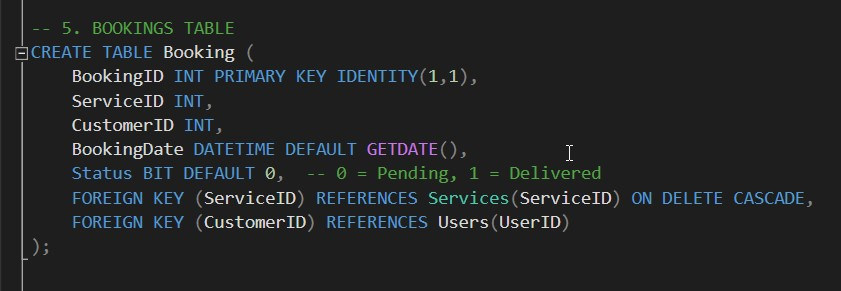 -- 5. BOOKINGS TABLE
CREATE TABLE Booking (
    BookingID INT PRIMARY KEY IDENTITY(1,1),
    ServiceID INT,
    CustomerID INT,
    BookingDate DATETIME DEFAULT GETDATE(),
    Status BIT DEFAULT 0,  -- 0 = Pending, 1 = Delivered
    FOREIGN KEY (ServiceID) REFERENCES Services(ServiceID) ON DELETE CASCADE,
    FOREIGN KEY (CustomerID) REFERENCES Users(UserID)
);